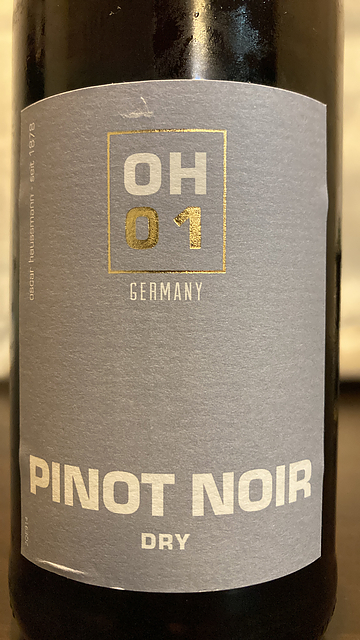 OH
01
GERMANY
oscar haussmann · seit 1878
PINOT NOIR
DRY